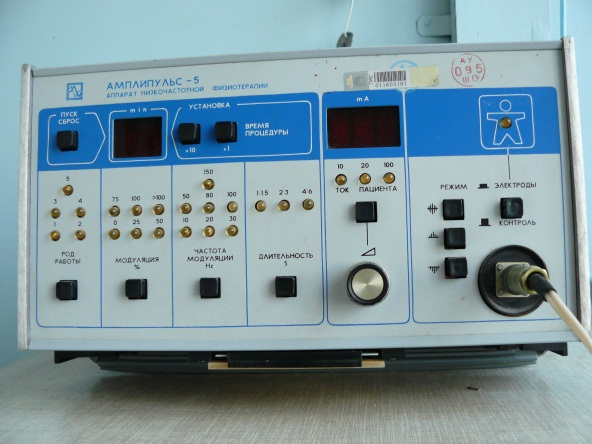 АМПЛИПУЛЬС -5
АППАРАТ НИЗКОЧАСТОТНОЙ ФИЗИОТЕРАПИИ
ПУСК
СБРОС
min
УСТАНОВКА
×10
×1
ВРЕМЯ
ПРОЦЕДУРЫ
mA
011603181
АУ
095
5
3 4
1 2
РОД
РАБОТЫ
75 100 >100
0 25 50
МОДУЛЯЦИЯ
%
150
50 80 100
10 20 30
ЧАСТОТА
МОДУЛЯЦИИ
Hz
1:1.5 2:3 4:6
ДЛИТЕЛЬНОСТЬ
S
10 20 100
ТОК ПАЦИЕНТА
РЕЖИМ
ЭЛЕКТРОДЫ
КОНТРОЛЬ